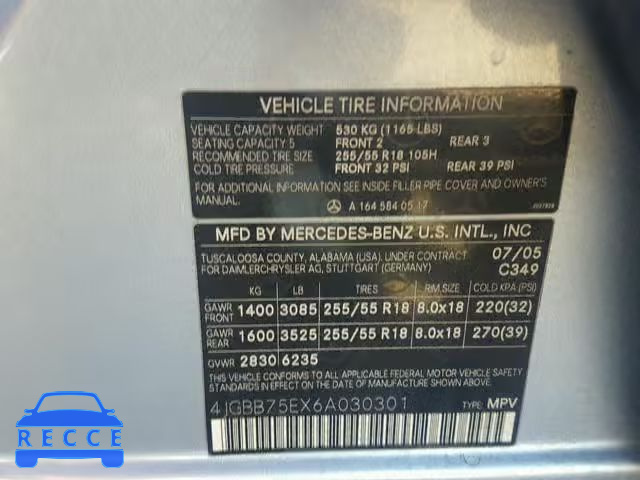 VEHICLE TIRE INFORMATION
VEHICLE CAPACITY WEIGHT 530 KG (1165 LBS)
SEATING CAPACITY 5 FRONT 2 REAR 3
RECOMMENDED TIRE SIZE 255/55 R18 105H
COLD TIRE PRESSURE FRONT 32 PSI REAR 39 PSI
FOR ADDITIONAL INFORMATION SEE INSIDE FILLER PIPE COVER AND OWNER'S
MANUAL.
A 164 584 05 17
MFD BY MERCEDES-BENZ U.S. INTL., INC
TUSCALOOSA COUNTY, ALABAMA (USA), UNDER CONTRACT 07/05
FOR DAIMLERCHRYSLER AG, STUTTGART (GERMANY) C349
KG LB TIRES RIM.SIZE COLD KPA (PSI)
GAWR FRONT 1400 3085 255/55 R18 8.0x18 220(32)
GAWR REAR 1600 3525 255/55 R18 8.0x18 270(39)
GVWR 2830 6235
THIS VEHICLE CONFORMS TO ALL APPLICABLE FEDERAL MOTOR VEHICLE SAFETY
STANDARDS IN EFFECT ON THE DATE OF MANUFACTURE SHOWN ABOVE.
4JGBB75EX6A030301 TYPE: MPV
RECCE